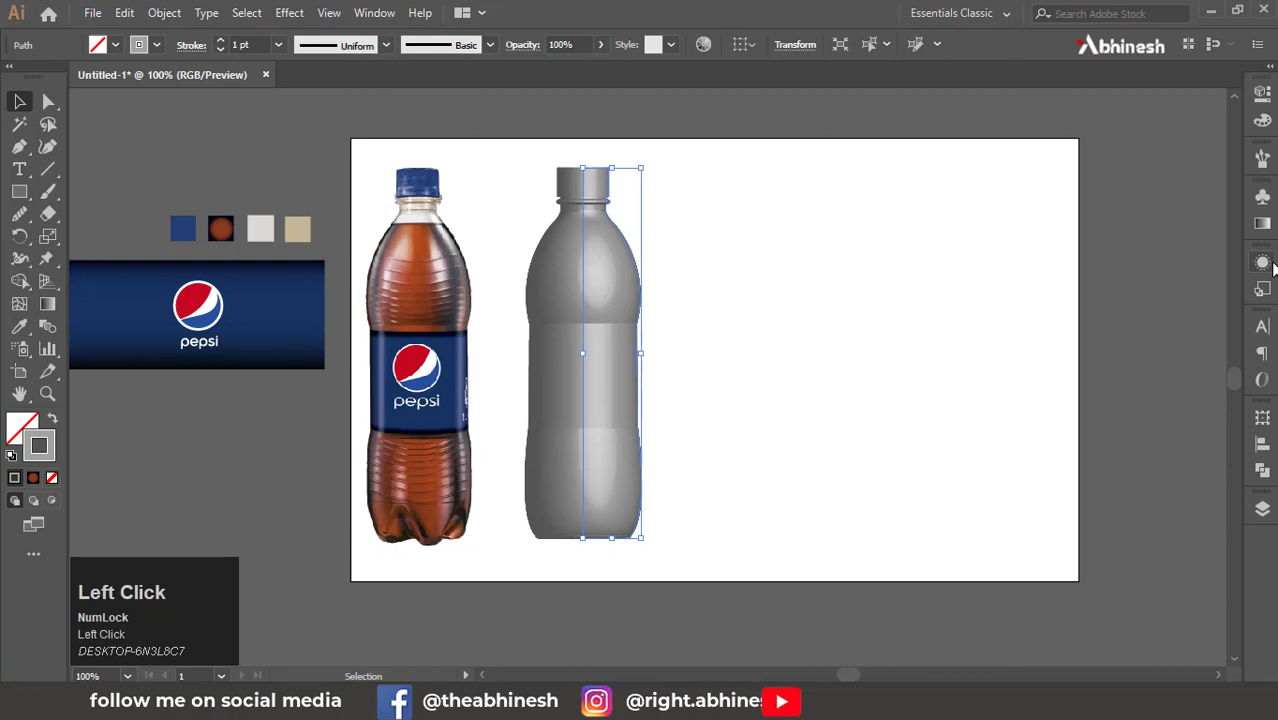 Ai File Edit Object Type Select Effect View Window Help Essentials Classic Search Adobe Stock
Path Stroke: 1 pt Uniform Basic Opacity: 100% Style: Transform Abhinesh
Untitled-1* @ 100% (RGB/Preview)
pepsi
pepsi
Left Click
NumLock
Left Click
DESKTOP-6N3L8C7
100% 1 Selection
follow me on social media @theabhinesh @right.abhines